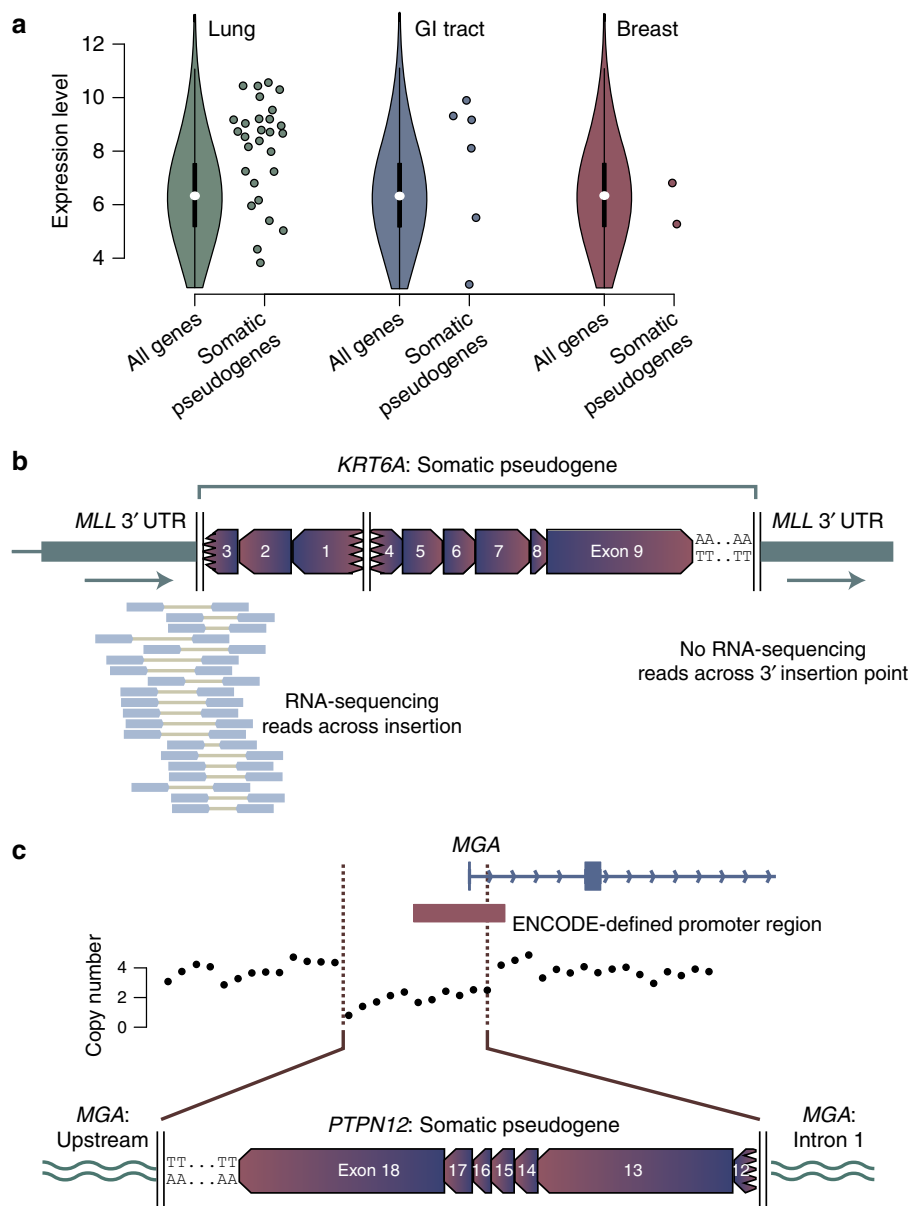 a
Lung
GI tract
Breast
Expression level
12
10
8
6
4
All genes
Somatic
pseudogenes
All genes
Somatic
pseudogenes
All genes
Somatic
pseudogenes
b
KRT6A: Somatic pseudogene
MLL 3′ UTR
MLL 3′ UTR
3 2 1 4 5 6 7 8 Exon 9
AA..AA
TT..TT
No RNA-sequencing
reads across 3′ insertion point
RNA-sequencing
reads across insertion
c
MGA
ENCODE-defined promoter region
Copy number
4
2
0
MGA:
Upstream
PTPN12: Somatic pseudogene
MGA:
Intron 1
TT...TT
AA...AA
Exon 18 17 16 15 14 13 12